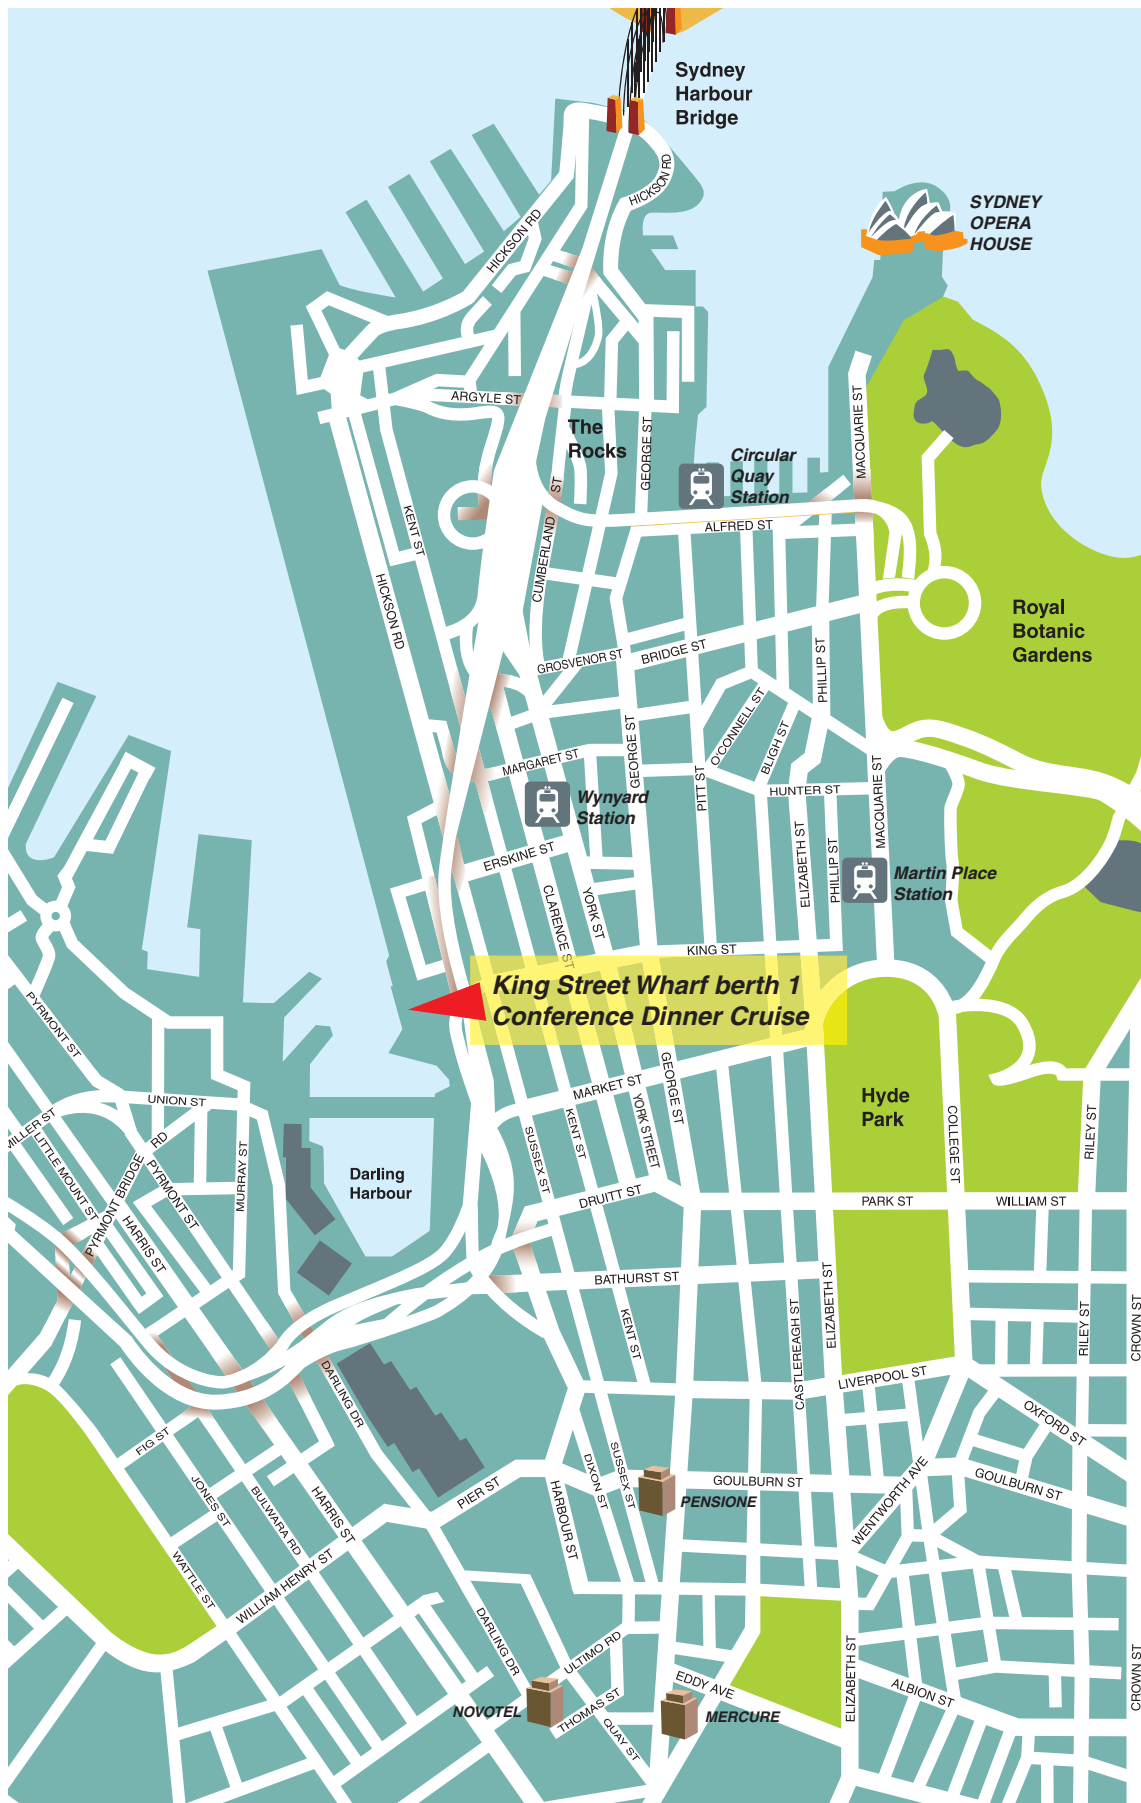 Sydney
Harbour
Bridge
HICKSON RD
HICKSON RD
SYDNEY
OPERA
HOUSE
ARGYLE ST
The
Rocks
GEORGE ST
MACQUARIE ST
Circular
Quay
Station
ALFRED ST
KENT ST
CUMBERLAND ST
HICKSON RD
Royal
Botanic
Gardens
GROSVENOR ST
BRIDGE ST
PHILLIP ST
O'CONNELL ST
BLIGH ST
GEORGE ST
MARGARET ST
PITT ST
HUNTER ST
MACQUARIE ST
Wynyard
Station
ERSKINE ST
ELIZABETH ST
PHILLIP ST
Martin Place
Station
CLARENCE ST
YORK ST
KING ST
King Street Wharf berth 1
Conference Dinner Cruise
PYRMONT ST
UNION ST
MILLER ST
LITTLE MOUNT ST
PYRMONT BRIDGE RD
PYRMONT ST
HARRIS ST
MURRAY ST
Darling
Harbour
MARKET ST
GEORGE ST
YORK STREET
KENT ST
SUSSEX ST
DRUITT ST
Hyde
Park
COLLEGE ST
RILEY ST
PARK ST
WILLIAM ST
BATHURST ST
KENT ST
CASTLEREAGH ST
ELIZABETH ST
RILEY ST
CROWN ST
LIVERPOOL ST
OXFORD ST
DARLING DR
FIG ST
JONES ST
BULWARA RD
HARRIS ST
WATTLE ST
WILLIAM HENRY ST
PIER ST
HARBOUR ST
DIXON ST
SUSSEX ST
PENSIONE
GOULBURN ST
WENTWORTH AVE
GOULBURN ST
DARLING DR
ULTIMO RD
NOVOTEL
THOMAS ST
QUAY ST
EDDY AVE
MERCURE
ELIZABETH ST
ALBION ST
CROWN ST